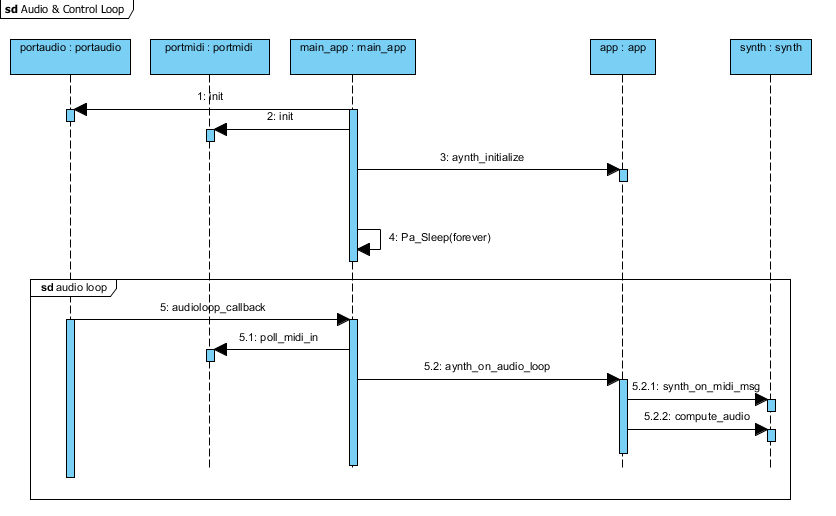 sd Audio & Control Loop
portaudio : portaudio
portmidi : portmidi
main_app : main_app
app : app
synth : synth
1: init
2: init
3: aynth_initialize
4: Pa_Sleep(forever)
sd audio loop
5: audioloop_callback
5.1: poll_midi_in
5.2: aynth_on_audio_loop
5.2.1: synth_on_midi_msg
5.2.2: compute_audio